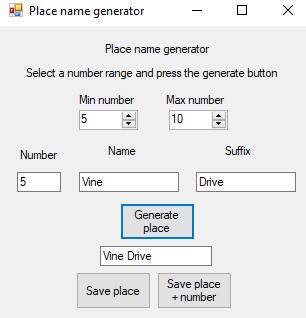 Place name generator
Place name generator
Select a number range and press the generate button
Min number Max number
5 10
Number Name Suffix
5 Vine Drive
Generate
place
Vine Drive
Save place Save place
+ number